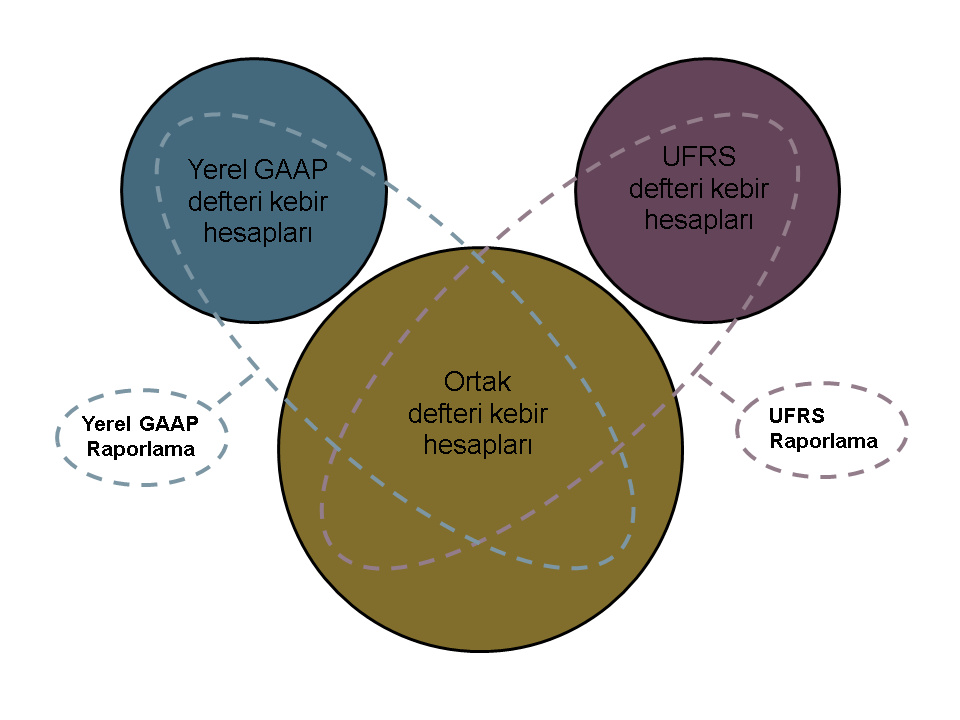 Yerel GAAP
defteri kebir
hesapları
UFRS
defteri kebir
hesapları
Ortak
defteri kebir
hesapları
Yerel GAAP
Raporlama
UFRS
Raporlama